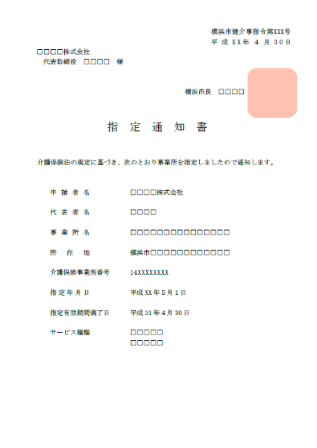 横浜市健介事指令第XXX号
平成XX年4月30日
□□□□株式会社
代表取締役 □□□□ 様
横浜市長 □□□□
指定通知書
介護保険法の規定に基づき、次のとおり事業所を指定しましたので通知します。
申請者名 □□□□株式会社
代表者名 □□□□
事業所名 □□□□□□□□□□□□□□□
所在地 横浜市□□□□□□□□□□□□
介護保険事業所番号 14XXXXXXXX
指定年月日 平成XX年5月1日
指定有効期間満了日 平成31年4月30日
サービス種類 □□□□□
□□□□□